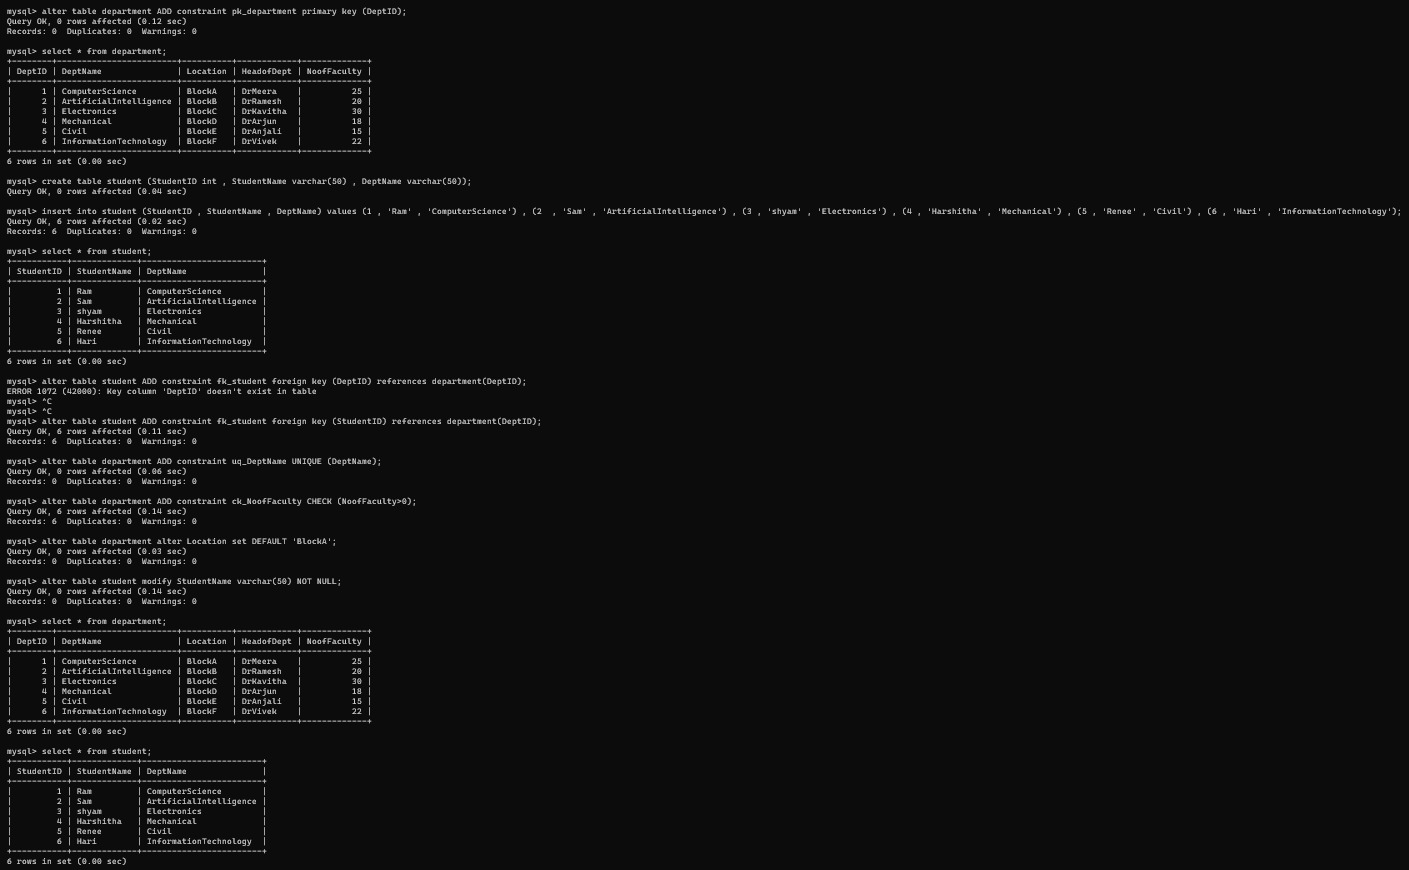 mysql> alter table department ADD constraint pk_department primary key (DeptID);
Query OK, 0 rows affected (0.12 sec)
Records: 0  Duplicates: 0  Warnings: 0

mysql> select * from department;
+--------+------------------------+----------+------------+-------------+
| DeptID | DeptName               | Location | HeadofDept | NoofFaculty |
+--------+------------------------+----------+------------+-------------+
|      1 | ComputerScience        | BlockA   | DrMeera    |          25 |
|      2 | ArtificialIntelligence | BlockB   | DrRamesh   |          20 |
|      3 | Electronics            | BlockC   | DrKavitha  |          30 |
|      4 | Mechanical             | BlockD   | DrArjun    |          18 |
|      5 | Civil                  | BlockE   | DrAnjali   |          15 |
|      6 | InformationTechnology  | BlockF   | DrVivek    |          22 |
+--------+------------------------+----------+------------+-------------+
6 rows in set (0.00 sec)

mysql> create table student (StudentID int , StudentName varchar(50) , DeptName varchar(50));
Query OK, 0 rows affected (0.04 sec)

mysql> insert into student (StudentID , StudentName , DeptName) values (1 , 'Ram' , 'ComputerScience') , (2  , 'Sam' , 'ArtificialIntelligence') , (3 , 'shyam' , 'Electronics') , (4 , 'Harshitha' , 'Mechanical') , (5 , 'Renee' , 'Civil') , (6 , 'Hari' , 'InformationTechnology');
Query OK, 6 rows affected (0.02 sec)
Records: 6  Duplicates: 0  Warnings: 0

mysql> select * from student;
+-----------+-------------+------------------------+
| StudentID | StudentName | DeptName               |
+-----------+-------------+------------------------+
|         1 | Ram         | ComputerScience        |
|         2 | Sam         | ArtificialIntelligence |
|         3 | shyam       | Electronics            |
|         4 | Harshitha   | Mechanical             |
|         5 | Renee       | Civil                  |
|         6 | Hari        | InformationTechnology  |
+-----------+-------------+------------------------+
6 rows in set (0.00 sec)

mysql> alter table student ADD constraint fk_student foreign key (DeptID) references department(DeptID);
ERROR 1072 (42000): Key column 'DeptID' doesn't exist in table
mysql> ^C
mysql> ^C
mysql> alter table student ADD constraint fk_student foreign key (StudentID) references department(DeptID);
Query OK, 6 rows affected (0.11 sec)
Records: 6  Duplicates: 0  Warnings: 0

mysql> alter table department ADD constraint uq_DeptName UNIQUE (DeptName);
Query OK, 0 rows affected (0.06 sec)
Records: 0  Duplicates: 0  Warnings: 0

mysql> alter table department ADD constraint ck_NoofFaculty CHECK (NoofFaculty>0);
Query OK, 6 rows affected (0.14 sec)
Records: 6  Duplicates: 0  Warnings: 0

mysql> alter table department alter Location set DEFAULT 'BlockA';
Query OK, 0 rows affected (0.03 sec)
Records: 0  Duplicates: 0  Warnings: 0

mysql> alter table student modify StudentName varchar(50) NOT NULL;
Query OK, 0 rows affected (0.14 sec)
Records: 0  Duplicates: 0  Warnings: 0

mysql> select * from department;
+--------+------------------------+----------+------------+-------------+
| DeptID | DeptName               | Location | HeadofDept | NoofFaculty |
+--------+------------------------+----------+------------+-------------+
|      1 | ComputerScience        | BlockA   | DrMeera    |          25 |
|      2 | ArtificialIntelligence | BlockB   | DrRamesh   |          20 |
|      3 | Electronics            | BlockC   | DrKavitha  |          30 |
|      4 | Mechanical             | BlockD   | DrArjun    |          18 |
|      5 | Civil                  | BlockE   | DrAnjali   |          15 |
|      6 | InformationTechnology  | BlockF   | DrVivek    |          22 |
+--------+------------------------+----------+------------+-------------+
6 rows in set (0.00 sec)

mysql> select * from student;
+-----------+-------------+------------------------+
| StudentID | StudentName | DeptName               |
+-----------+-------------+------------------------+
|         1 | Ram         | ComputerScience        |
|         2 | Sam         | ArtificialIntelligence |
|         3 | shyam       | Electronics            |
|         4 | Harshitha   | Mechanical             |
|         5 | Renee       | Civil                  |
|         6 | Hari        | InformationTechnology  |
+-----------+-------------+------------------------+
6 rows in set (0.00 sec)